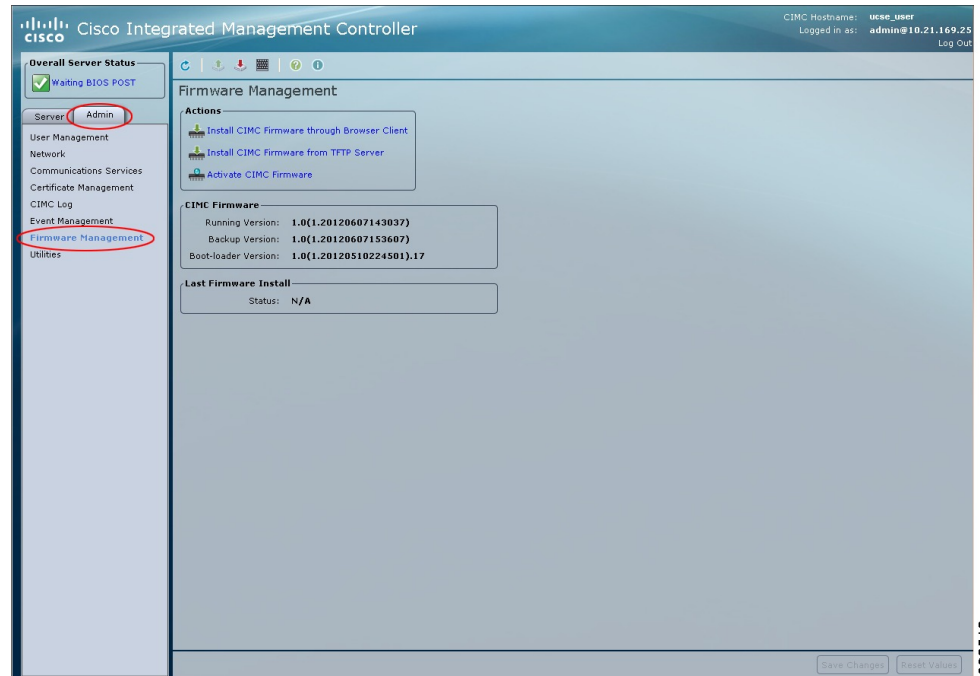 CISCO
Cisco Integrated Management Controller
CIMC Hostname: ucse_user
Logged in as: admin@10.21.169.25
Log Out
Overall Server Status
Waiting BIOS POST
Server
Admin
User Management
Network
Communications Services
Certificate Management
CIMC Log
Event Management
Firmware Management
Utilities
Firmware Management
Actions
Install CIMC Firmware through Browser Client
Install CIMC Firmware from TFTP Server
Activate CIMC Firmware
CIMC Firmware
Running Version: 1.0(1.20120607143037)
Backup Version: 1.0(1.20120607153607)
Boot-loader Version: 1.0(1.20120510224501).17
Last Firmware Install
Status: N/A
Save Changes
Reset Values